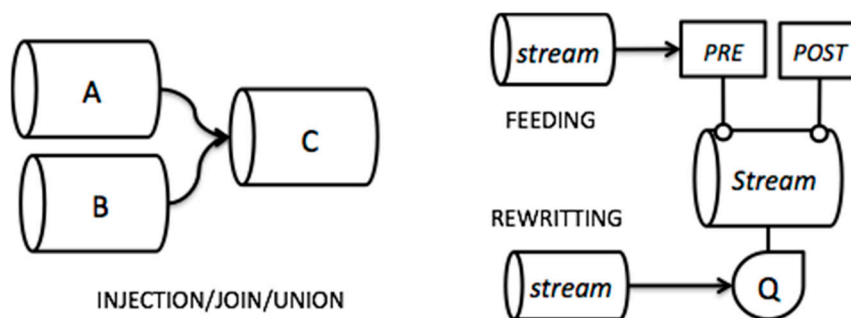 A
B
C
INJECTION/JOIN/UNION
stream
PRE
POST
FEEDING
Stream
REWRITTING
stream
Q